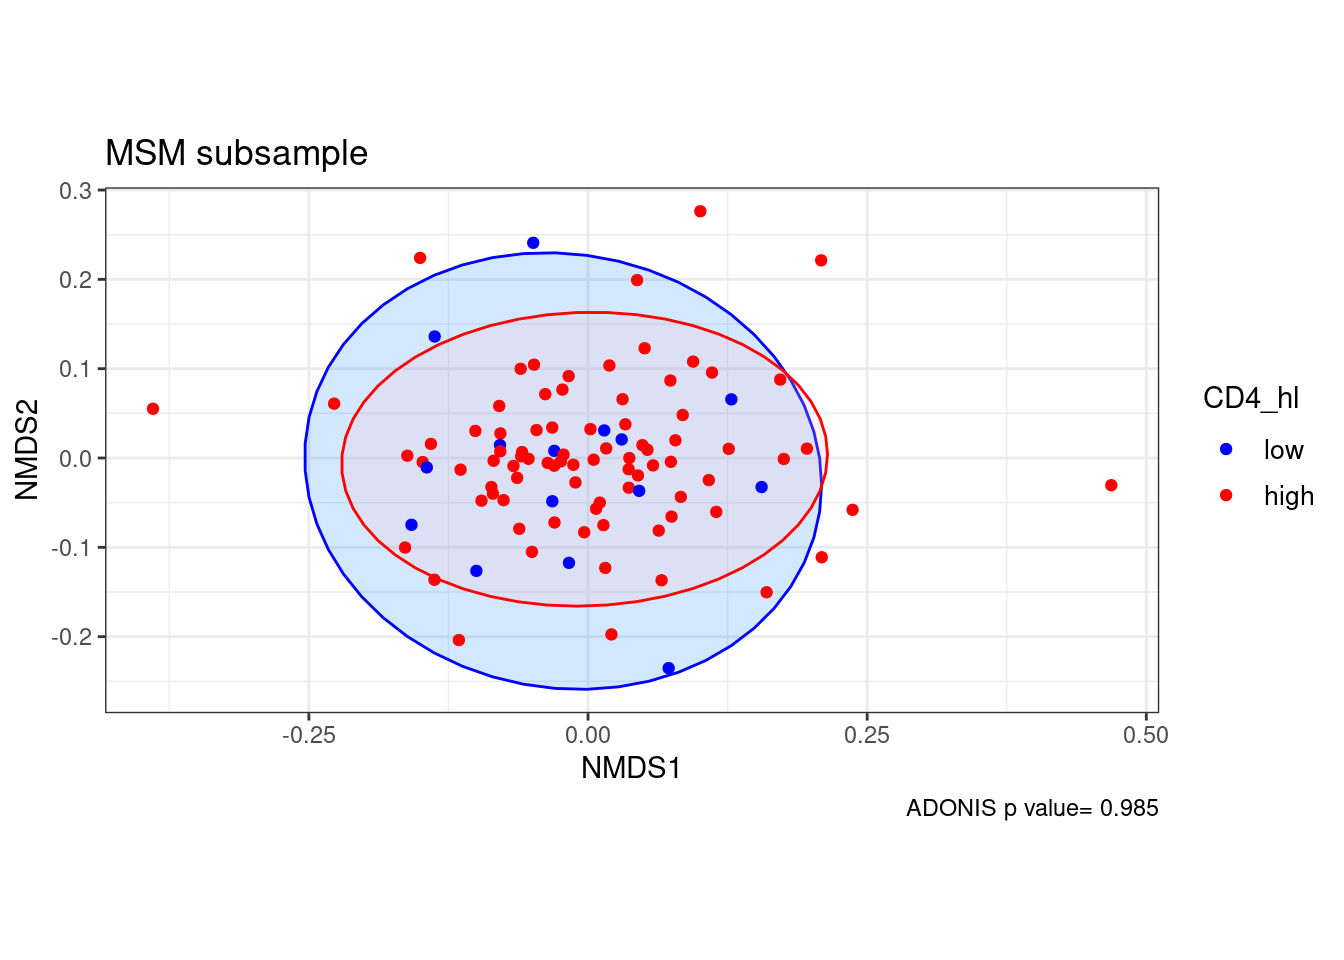 MSM subsample
NMDS2
0.3
0.2
0.1
0.0
-0.1
-0.2
-0.25
0.00
0.25
0.50
NMDS1
CD4_hl
low
high
ADONIS p value= 0.985